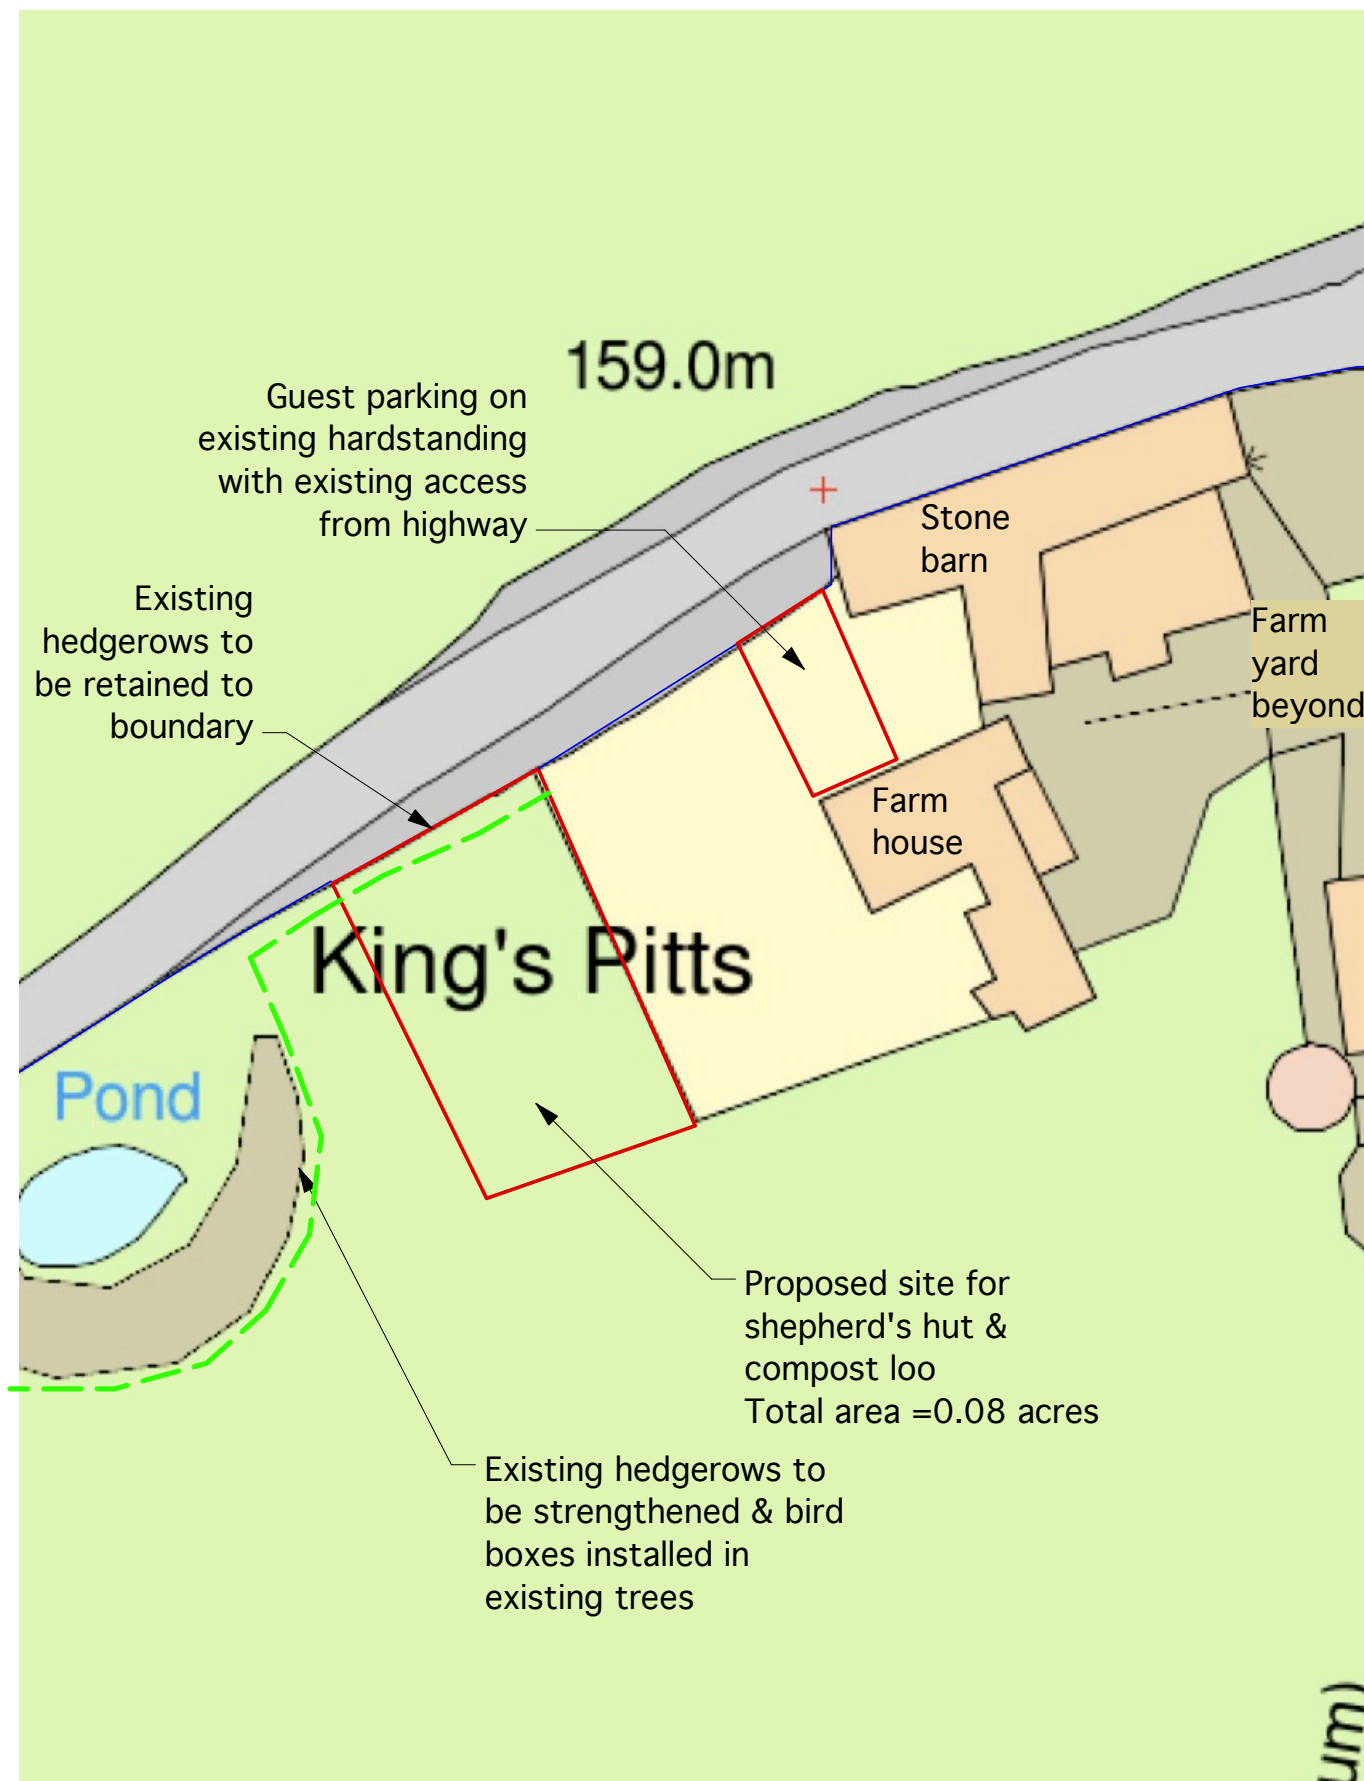 159.0m
Guest parking on
existing hardstanding
with existing access
from highway
Stone
barn
Existing
hedgerows to
be retained to
boundary
Farm
yard
beyond
Farm
house
King's Pitts
Pond
Proposed site for
shepherd's hut &
compost loo
Total area =0.08 acres
Existing hedgerows to
be strengthened & bird
boxes installed in
existing trees
um)